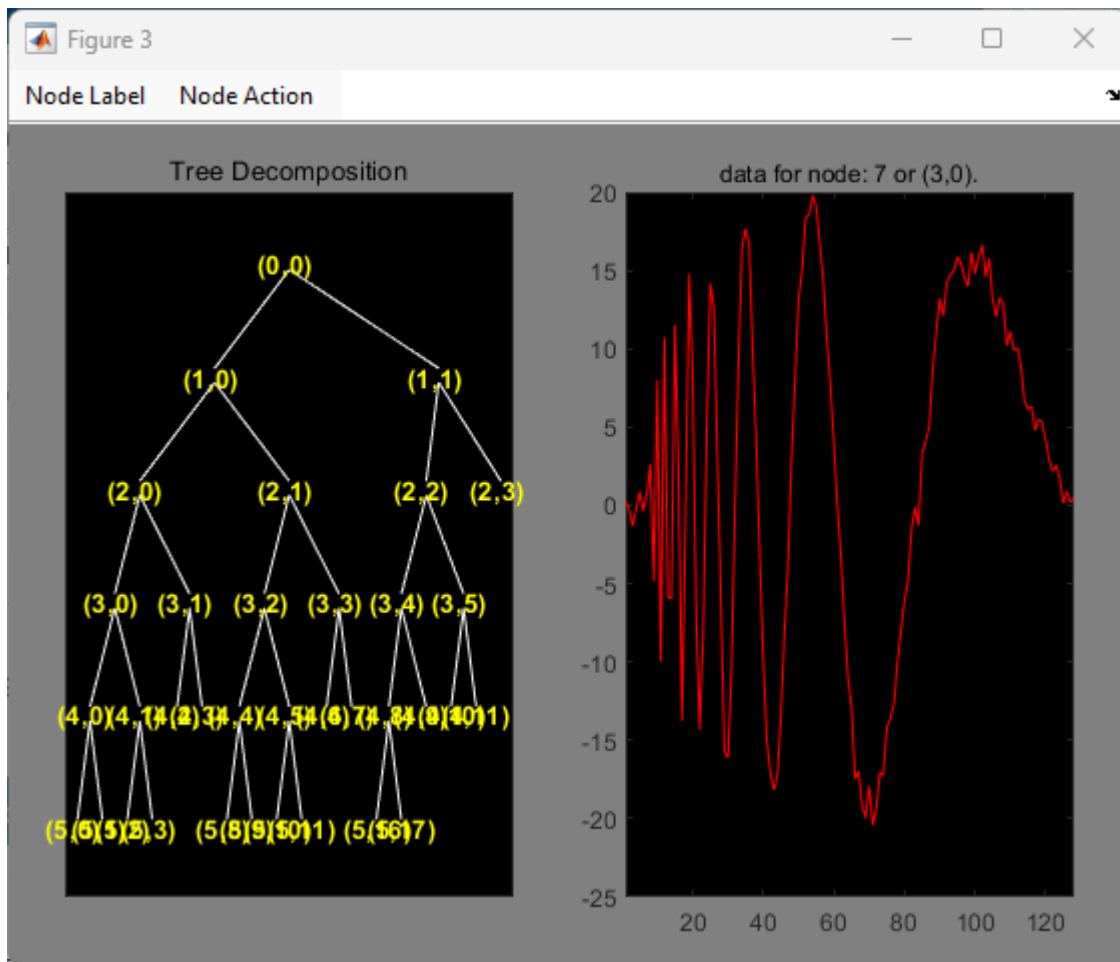 Figure 3
Node Label Node Action
Tree Decomposition
(0,0)
(1,0) (1,1)
(2,0) (2,1) (2,2) (2,3)
(3,0) (3,1) (3,2) (3,3) (3,4) (3,5)
(4,0)
data for node: 7 or (3,0).
20
15
10
5
0
-5
-10
-15
-20
-25
20 40 60 80 100 120